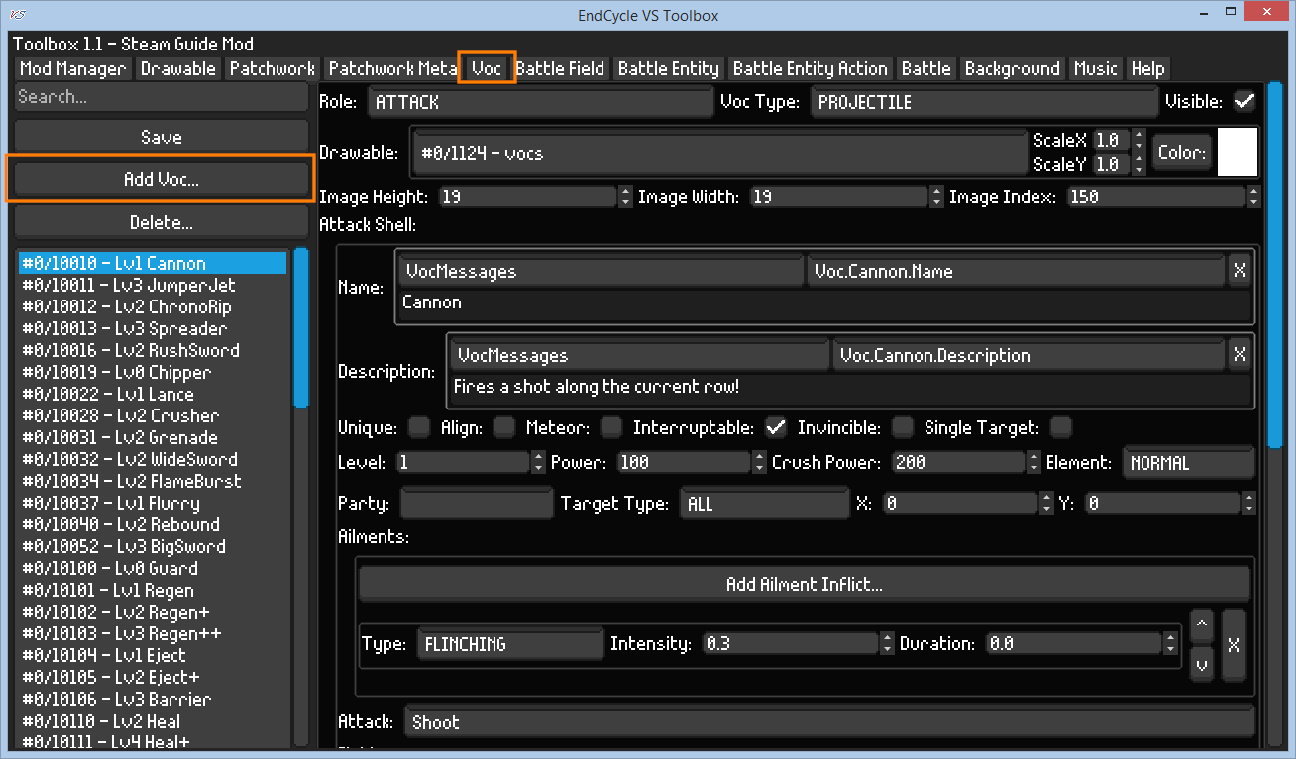 VS
EndCycle VS Toolbox
Toolbox 1.1 - Steam Guide Mod
Mod Manager Drawable Patchwork Patchwork Meta Voc Battle Field Battle Entity Battle Entity Action Battle Background Music Help
Search...
Save
Add Voc...
Delete...
#0/10010 - Lv1 Cannon
#0/10011 - Lv3 JumperJet
#0/10012 - Lv2 ChronoRip
#0/10013 - Lv3 Spreader
#0/10016 - Lv2 RushSword
#0/10019 - Lv0 Chipper
#0/10022 - Lv1 Lance
#0/10028 - Lv2 Crusher
#0/10031 - Lv2 Grenade
#0/10032 - Lv2 WideSword
#0/10034 - Lv2 FlameBurst
#0/10037 - Lv1 Flurry
#0/10040 - Lv2 Rebound
#0/10052 - Lv3 BigSword
#0/10100 - Lv0 Guard
#0/10101 - Lv1 Regen
#0/10102 - Lv2 Regen+
#0/10103 - Lv3 Regen++
#0/10104 - Lv1 Eject
#0/10105 - Lv2 Eject+
#0/10106 - Lv3 Barrier
#0/10110 - Lv2 Heal
#0/10111 - Lv4 Heal+
Role: ATTACK Voc Type: PROJECTILE Visible:
Drawable: #0/1124 - vocs ScaleX 1.0 Color:
ScaleY 1.0
Image Height: 19 Image Width: 19 Image Index: 150
Attack Shell:
Name: VocMessages Voc.Cannon.Name X
Cannon
Description: VocMessages Voc.Cannon.Description X
Fires a shot along the current row!
Unique: Align: Meteor: Interruptable: Invincible: Single Target:
Level: 1 Power: 100 Crush Power: 200 Element: NORMAL
Party: Target Type: ALL X: 0 Y: 0
Ailments:
Add Ailment Inflict...
Type: FLINCHING Intensity: 0.3 Duration: 0.0 ^ v X
Attack: Shoot